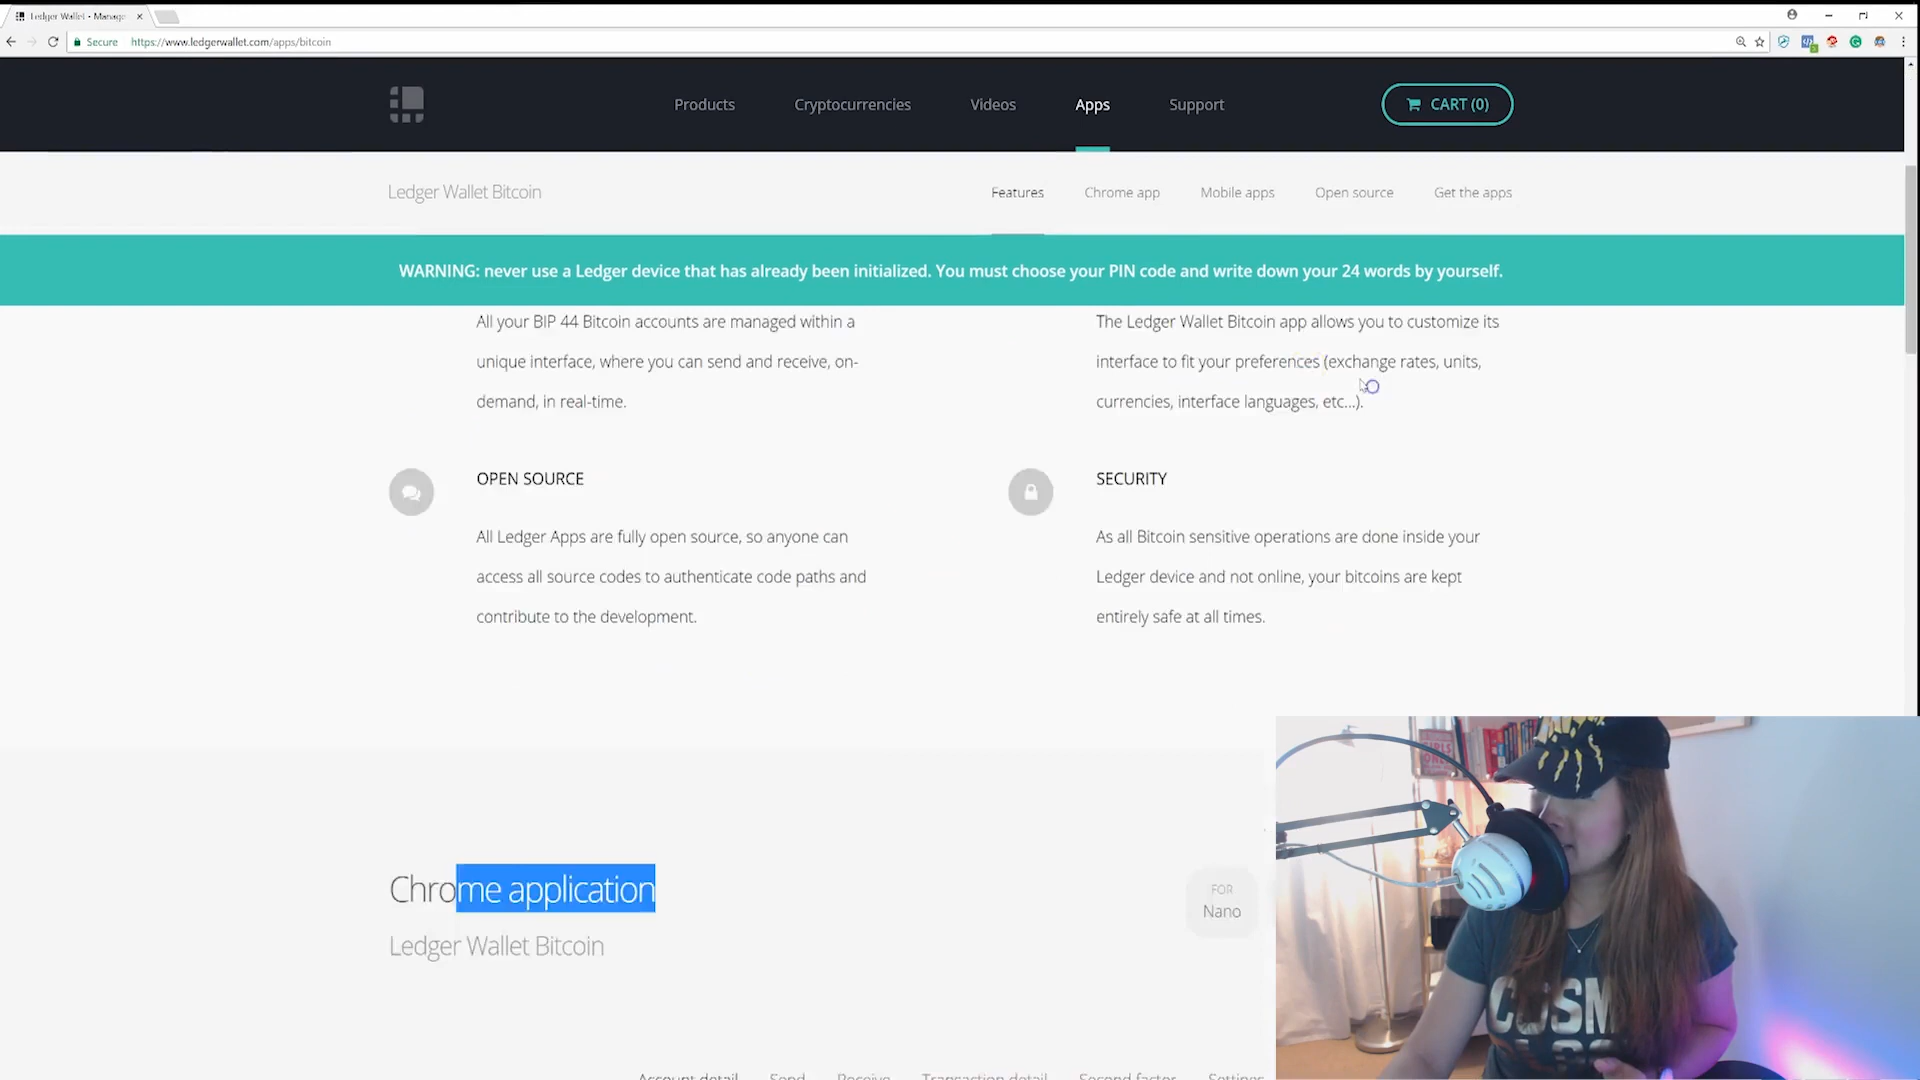 Ledger Wallet - Manage
Secure https://www.ledgerwallet.com/apps/bitcoin
Products Cryptocurrencies Videos Apps Support CART (0)
Ledger Wallet Bitcoin Features Chrome app Mobile apps Open source Get the apps
WARNING: never use a Ledger device that has already been initialized. You must choose your PIN code and write down your 24 words by yourself.
All your BIP 44 Bitcoin accounts are managed within a
unique interface, where you can send and receive, on-
demand, in real-time.
The Ledger Wallet Bitcoin app allows you to customize its
interface to fit your preferences (exchange rates, units,
currencies, interface languages, etc...).
OPEN SOURCE
All Ledger Apps are fully open source, so anyone can
access all source codes to authenticate code paths and
contribute to the development.
SECURITY
As all Bitcoin sensitive operations are done inside your
Ledger device and not online, your bitcoins are kept
entirely safe at all times.
Chrome application
Ledger Wallet Bitcoin
FOR
Nano
Account detail Send Receive Transaction detail Second factor Settings
COSM